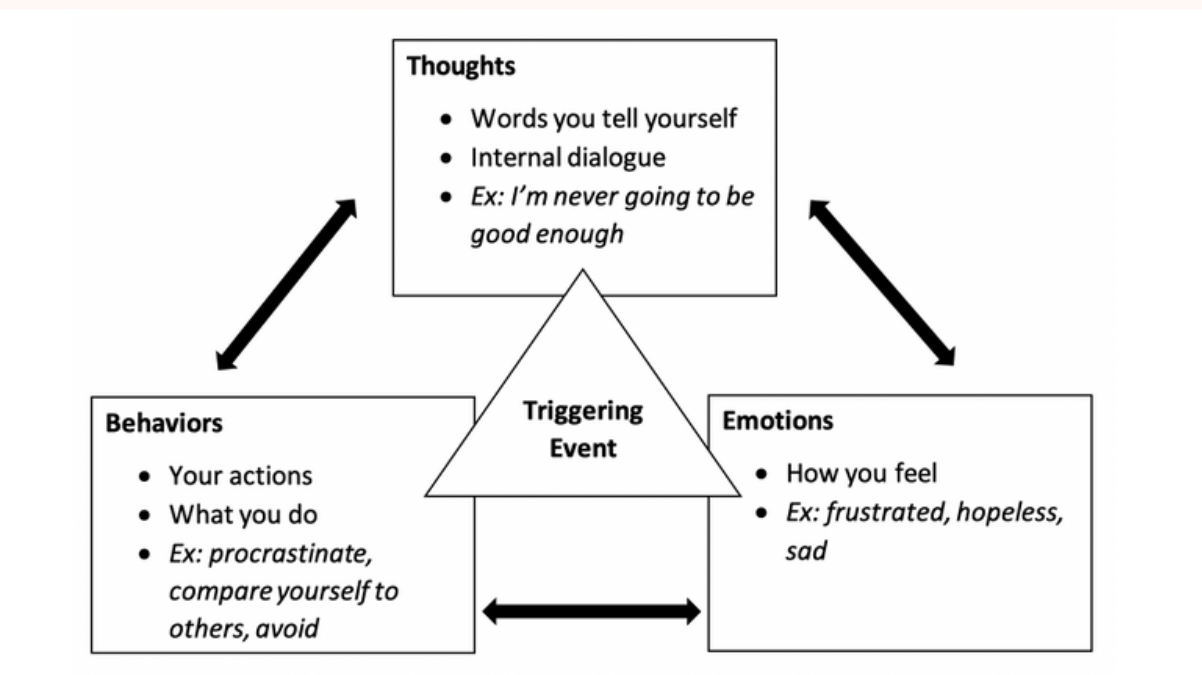 Thoughts
• Words you tell yourself
• Internal dialogue
• Ex: I’m never going to be
good enough
Triggering
Event
Behaviors
• Your actions
• What you do
• Ex: procrastinate,
compare yourself to
others, avoid
Emotions
• How you feel
• Ex: frustrated, hopeless,
sad